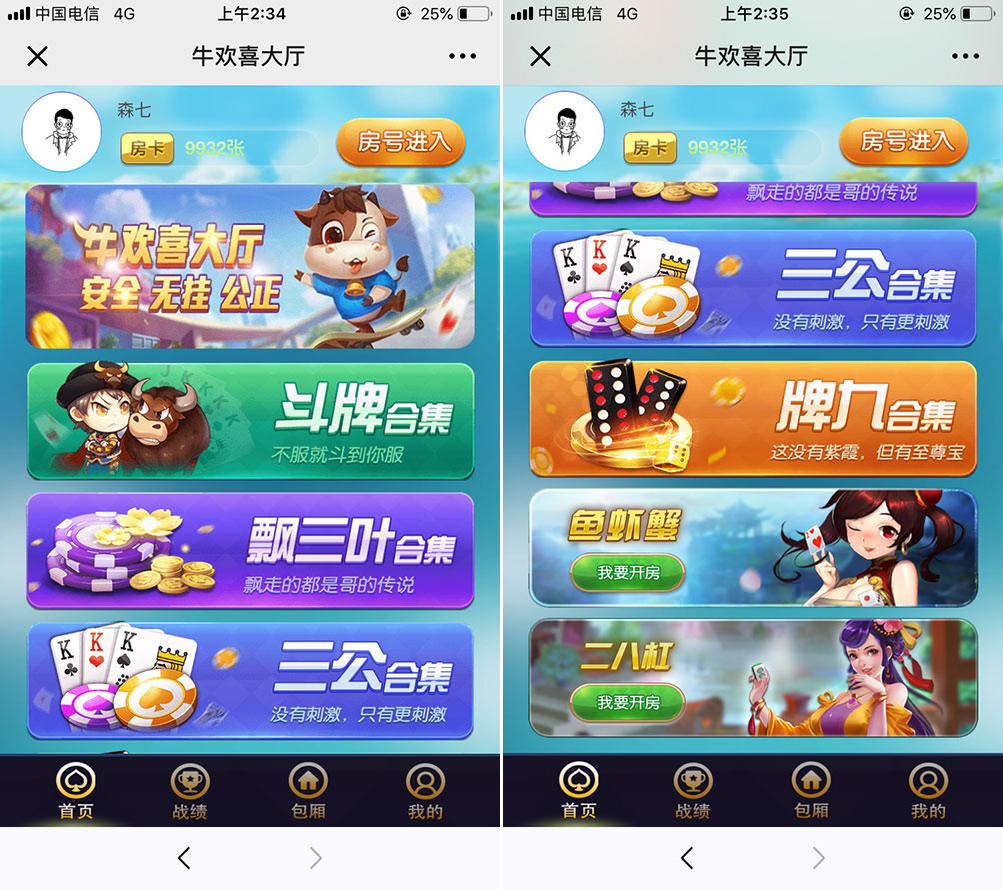 中国电信 4G 上午2:34 25%
牛欢喜大厅
森七
房卡 9932张
房号进入
牛欢喜大厅
安全 无挂 公正
斗牌合集
不服就斗到你服
飘三叶合集
飘走的都是哥的传说
K K K
三公合集
没有刺激，只有更刺激
首页 战绩 包厢 我的
中国电信 4G 上午2:35 25%
牛欢喜大厅
森七
房卡 9932张
房号进入
飘走的都是哥的传说
K K K
三公合集
没有刺激，只有更刺激
牌九合集
这没有紫霞，但有至尊宝
鱼虾蟹
我要开房
二八杠
我要开房
首页 战绩 包厢 我的